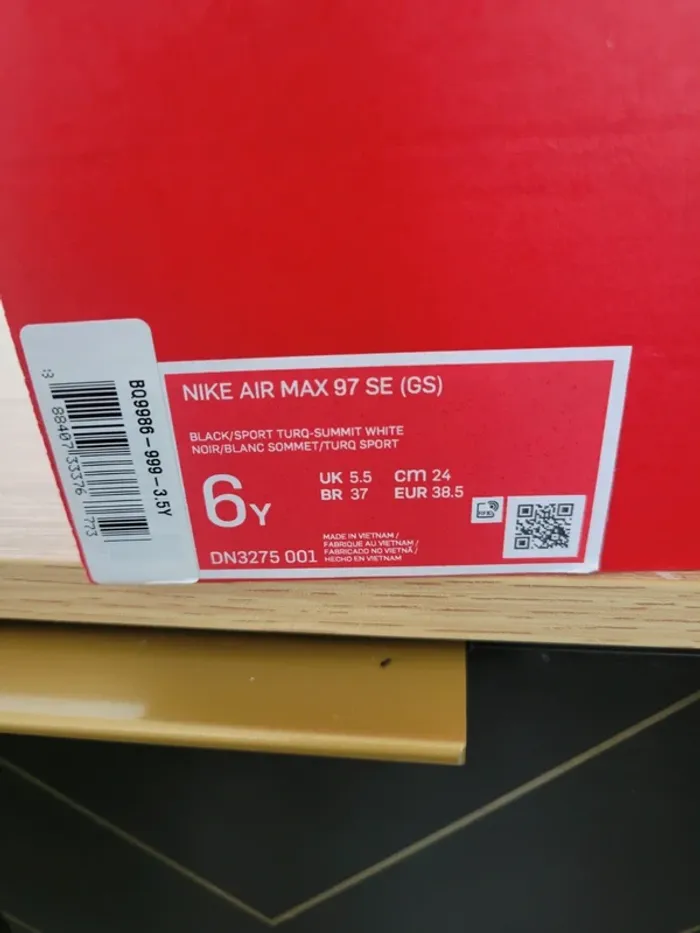 NIKE AIR MAX 97 SE (GS)
BLACK/SPORT TURQ-SUMMIT WHITE
NOIR/BLANC SOMMET/TURQ SPORT
6Y
UK 5.5 cm 24
BR 37 EUR 38.5
DN3275 001
MADE IN VIETNAM /
FABRIQUE AU VIETNAM /
FABRICADO NO VIETNÃ /
HECHO EN VIETNAM
BQ9986-999-3.5Y
88407 33376
773